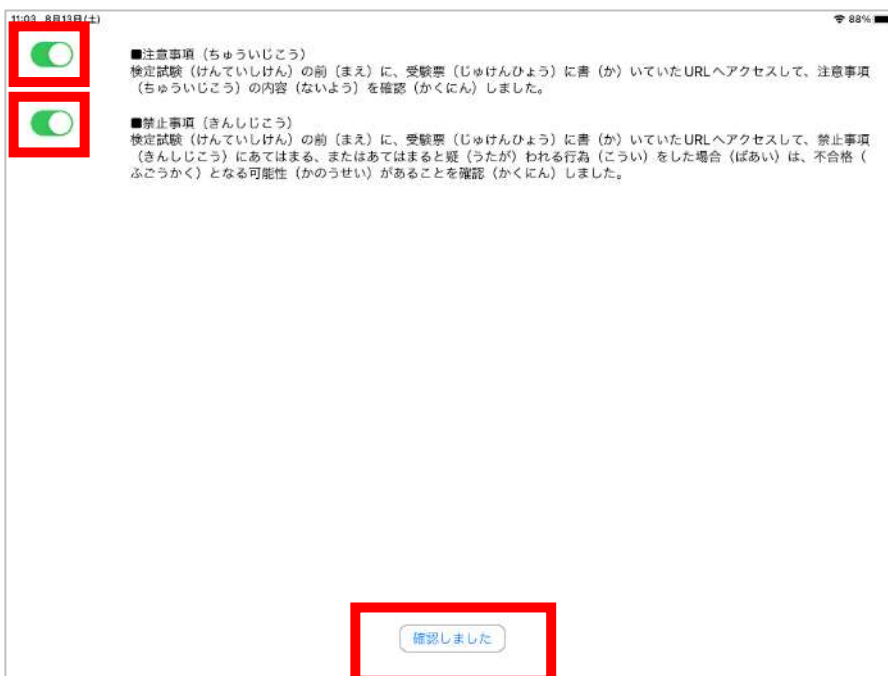 11:03 8月13日(土)
88%
■注意事項（ちゅういじこう）
検定試験（けんていしけん）の前（まえ）に、受験票（じゅけんひょう）に書（か）いていたURLへアクセスして、注意事項
（ちゅういじこう）の内容（ないよう）を確認（かくにん）しました。
■禁止事項（きんしじこう）
検定試験（けんていしけん）の前（まえ）に、受験票（じゅけんひょう）に書（か）いていたURLへアクセスして、禁止事項
（きんしじこう）にあてはまる、またはあてはまると疑（うたが）われる行為（こうい）をした場合（ばあい）は、不合格（
ふごうかく）となる可能性（かのうせい）があることを確認（かくにん）しました。
確認しました